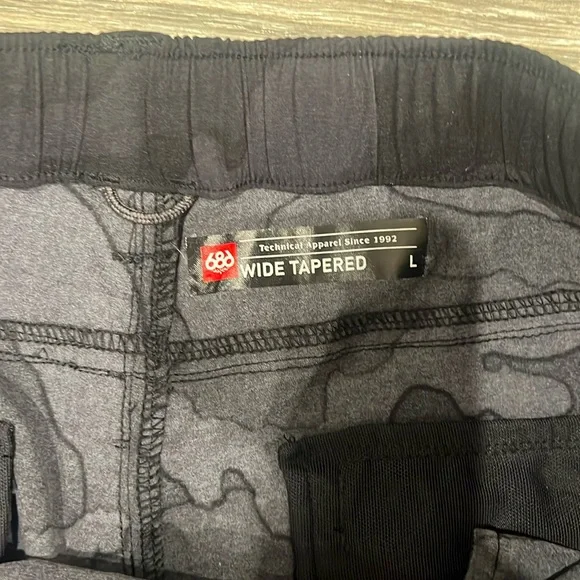 Technical Apparel Since 1992
686
WIDE TAPERED L